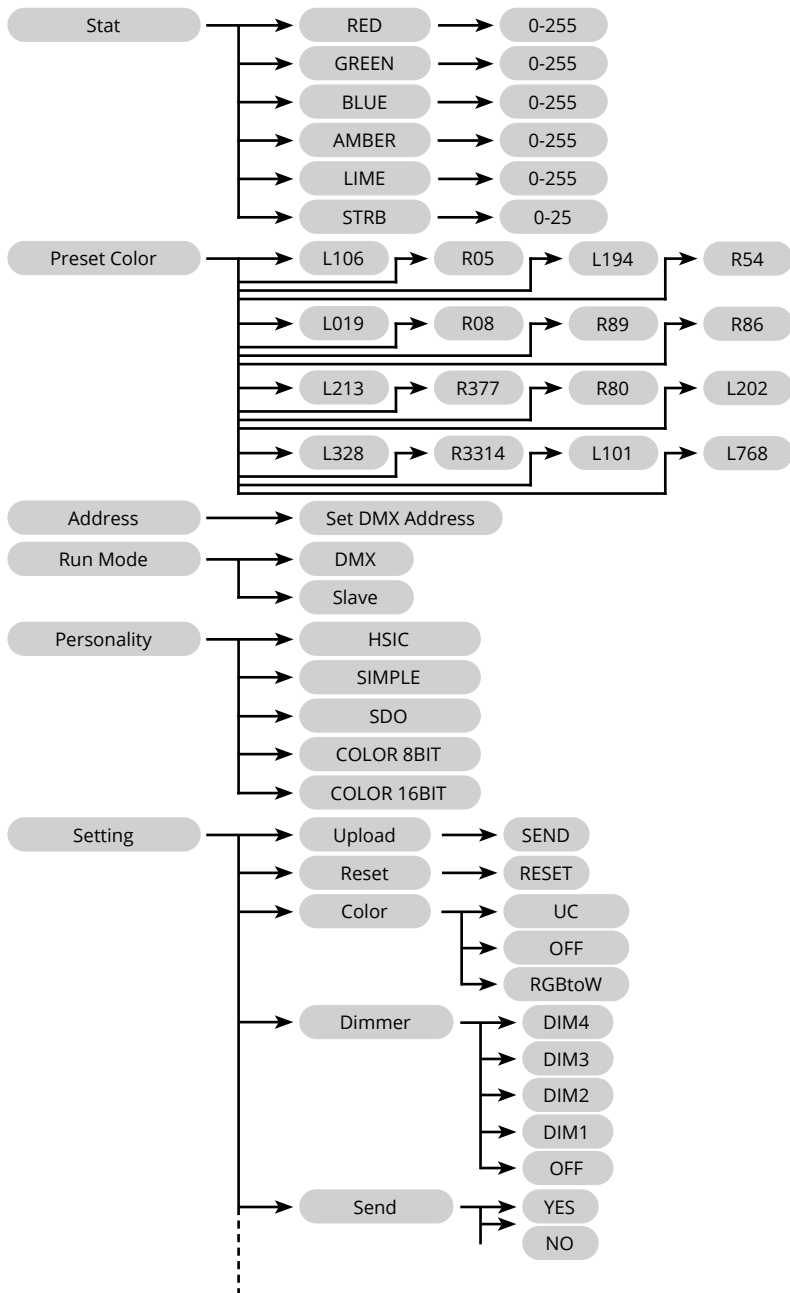 Stat RED 0-255
GREEN 0-255
BLUE 0-255
AMBER 0-255
LIME 0-255
STRB 0-25
Preset Color L106 R05 L194 R54
L019 R08 R89 R86
L213 R377 R80 L202
L328 R3314 L101 L768
Address Set DMX Address
Run Mode DMX
Slave
Personality HSIC
SIMPLE
SDO
COLOR 8BIT
COLOR 16BIT
Setting Upload SEND
Reset RESET
Color UC
OFF
RGBtoW
Dimmer DIM4
DIM3
DIM2
DIM1
OFF
Send YES
NO